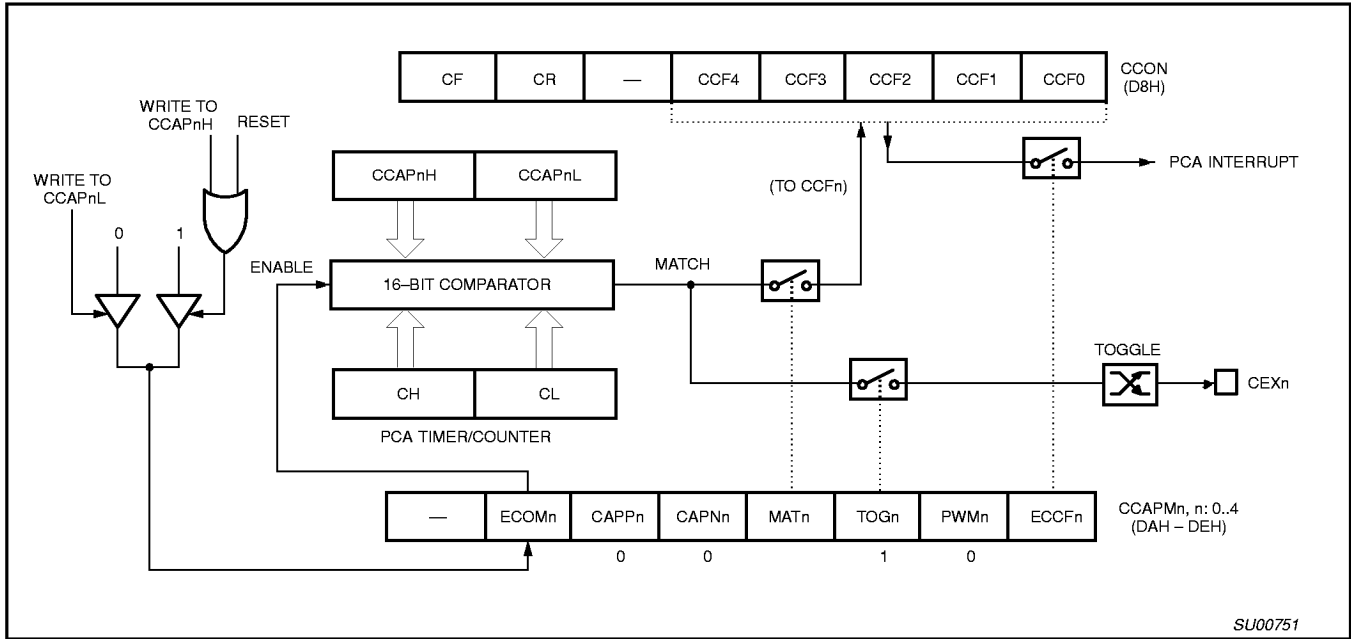 CF CR — CCF4 CCF3 CCF2 CCF1 CCF0
CCON
(D8H)
WRITE TO
CCAPnH
RESET
PCA INTERRUPT
(TO CCFn)
CCAPnH CCAPnL
WRITE TO
CCAPnL
0 1
ENABLE
16–BIT COMPARATOR
MATCH
TOGGLE
CEXn
CH CL
PCA TIMER/COUNTER
— ECOMn CAPPn CAPNn MATn TOGn PWMn ECCFn
CCAPMn, n: 0..4
(DAH – DEH)
0 0 1 0
SU00751